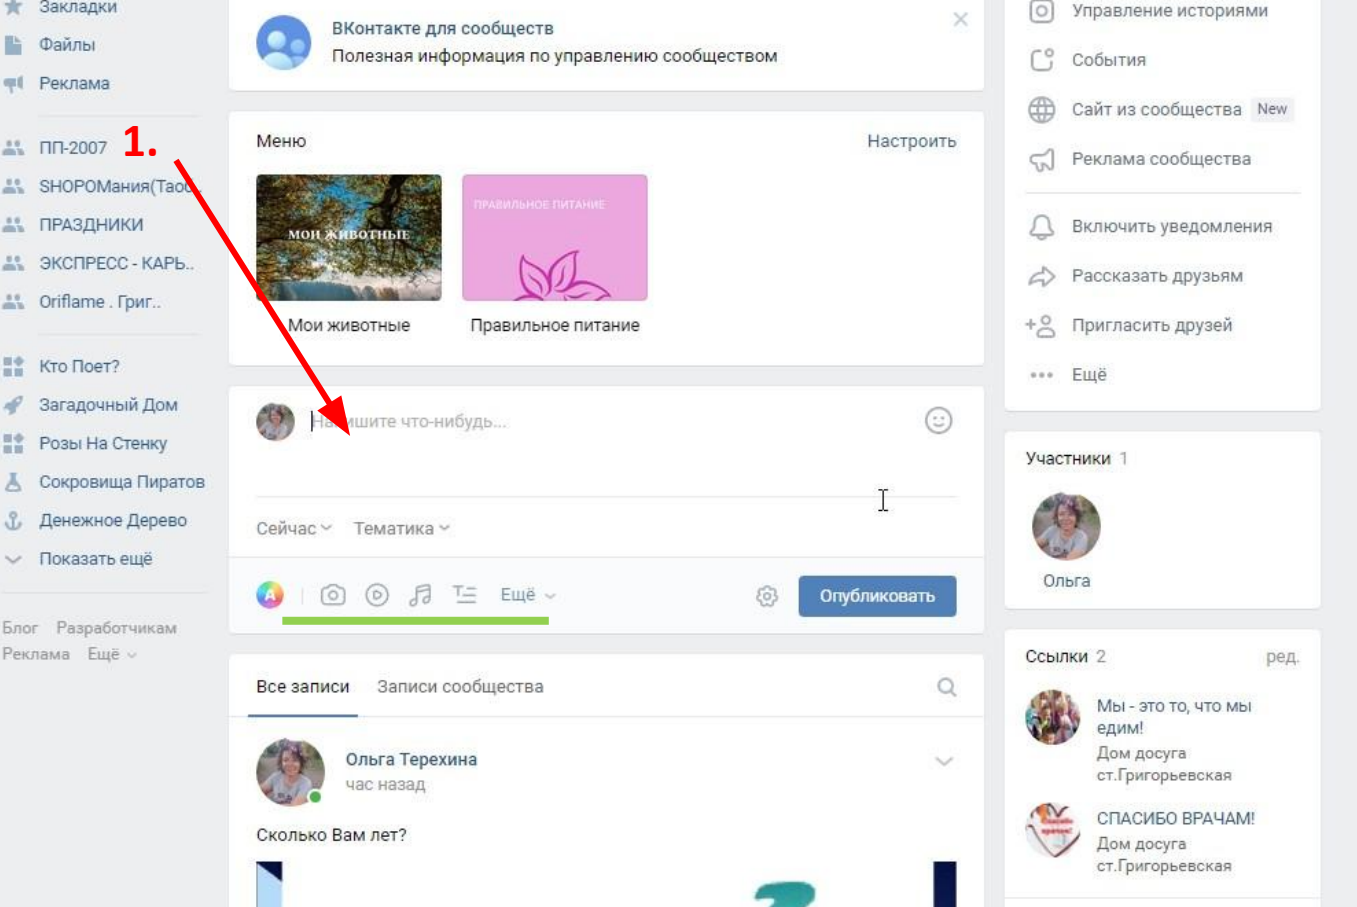 Закладки
Файлы
Реклама
ПП-2007
SHOPOMания(Таос..
ПРАЗДНИКИ
ЭКСПРЕСС - КАРЬ..
Oriflame . Григ..
Кто Поет?
Загадочный Дом
Розы На Стенку
Сокровища Пиратов
Денежное Дерево
Показать ещё
Блог Разработчикам
Реклама Ещё
1.
ВКонтакте для сообществ
Полезная информация по управлению сообществом
Меню
Настроить
МОИ ЖИВОТНЫЕ
ПРАВИЛЬНОЕ ПИТАНИЕ
Мои животные
Правильное питание
Напишите что-нибудь...
Сейчас Тематика
Ещё
Опубликовать
Все записи Записи сообщества
Ольга Терехина
час назад
Сколько Вам лет?
Управление историями
События
Сайт из сообщества New
Реклама сообщества
Включить уведомления
Рассказать друзьям
Пригласить друзей
Ещё
Участники 1
Ольга
Ссылки 2
ред.
Мы - это то, что мы
едим!
Дом досуга
ст.Григорьевская
СПАСИБО ВРАЧАМ!
Дом досуга
ст.Григорьевская